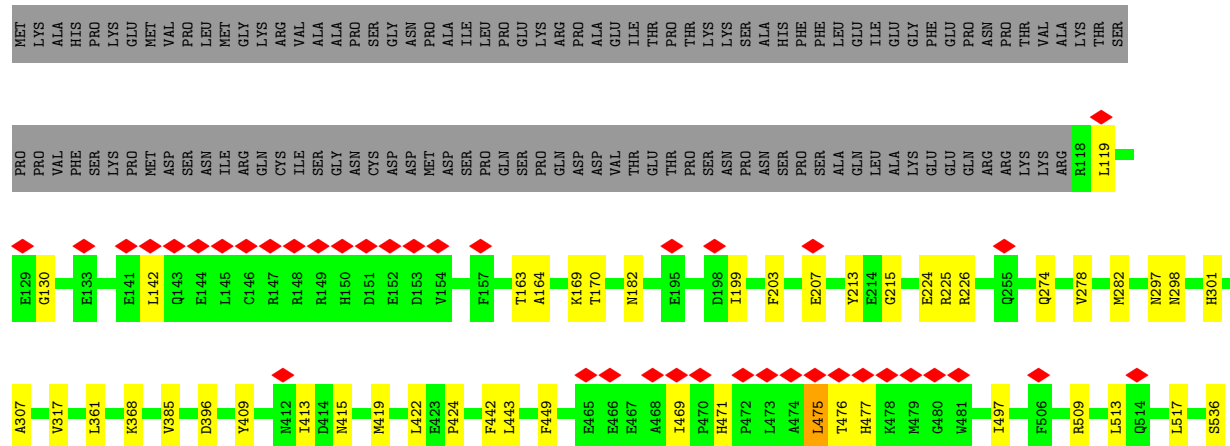 MET LYS ALA HIS PRO LYS GLU MET VAL PRO LEU MET GLY LYS ARG VAL ALA ALA PRO SER GLY ASN PRO ALA ILE LEU PRO GLU LYS ARG PRO ALA GLU ILE THR PRO THR LYS LYS SER ALA HIS PHE PHE LEU GLU ILE GLU GLY PHE GLU PRO ASN PRO THR VAL ALA LYS THR SER
PRO PRO VAL PHE SER LYS PRO MET ASP SER ASN ILE ARG GLN CYS ILE SER GLY ASN CYS ASP ASP MET ASP SER PRO GLN SER PRO GLN ASP ASP VAL THR GLU THR PRO SER ASN PRO ASN SER PRO SER ALA GLN LEU ALA LYS GLU GLU GLN ARG ARG LYS LYS ARG R118 L119
E129 G130 E133 E141 L142 Q143 E144 L145 C146 R147 R148 R149 H150 D151 E152 D153 V154 F157 T163 A164 K169 T170 N182 E195 D198 I199 F203 E207 Y213 E214 G215 E224 R225 R226 Q255 Q274 V278 M282 N297 N298 H301
A307 V317 L361 K368 V385 D396 Y409 N412 I413 D414 N415 M419 L422 E423 P424 F442 L443 F449 E465 E466 E467 A468 I469 P470 H471 P472 L473 A474 L475 T476 H477 K478 M479 G480 W481 I497 F506 R509 L513 Q514 L517 S536